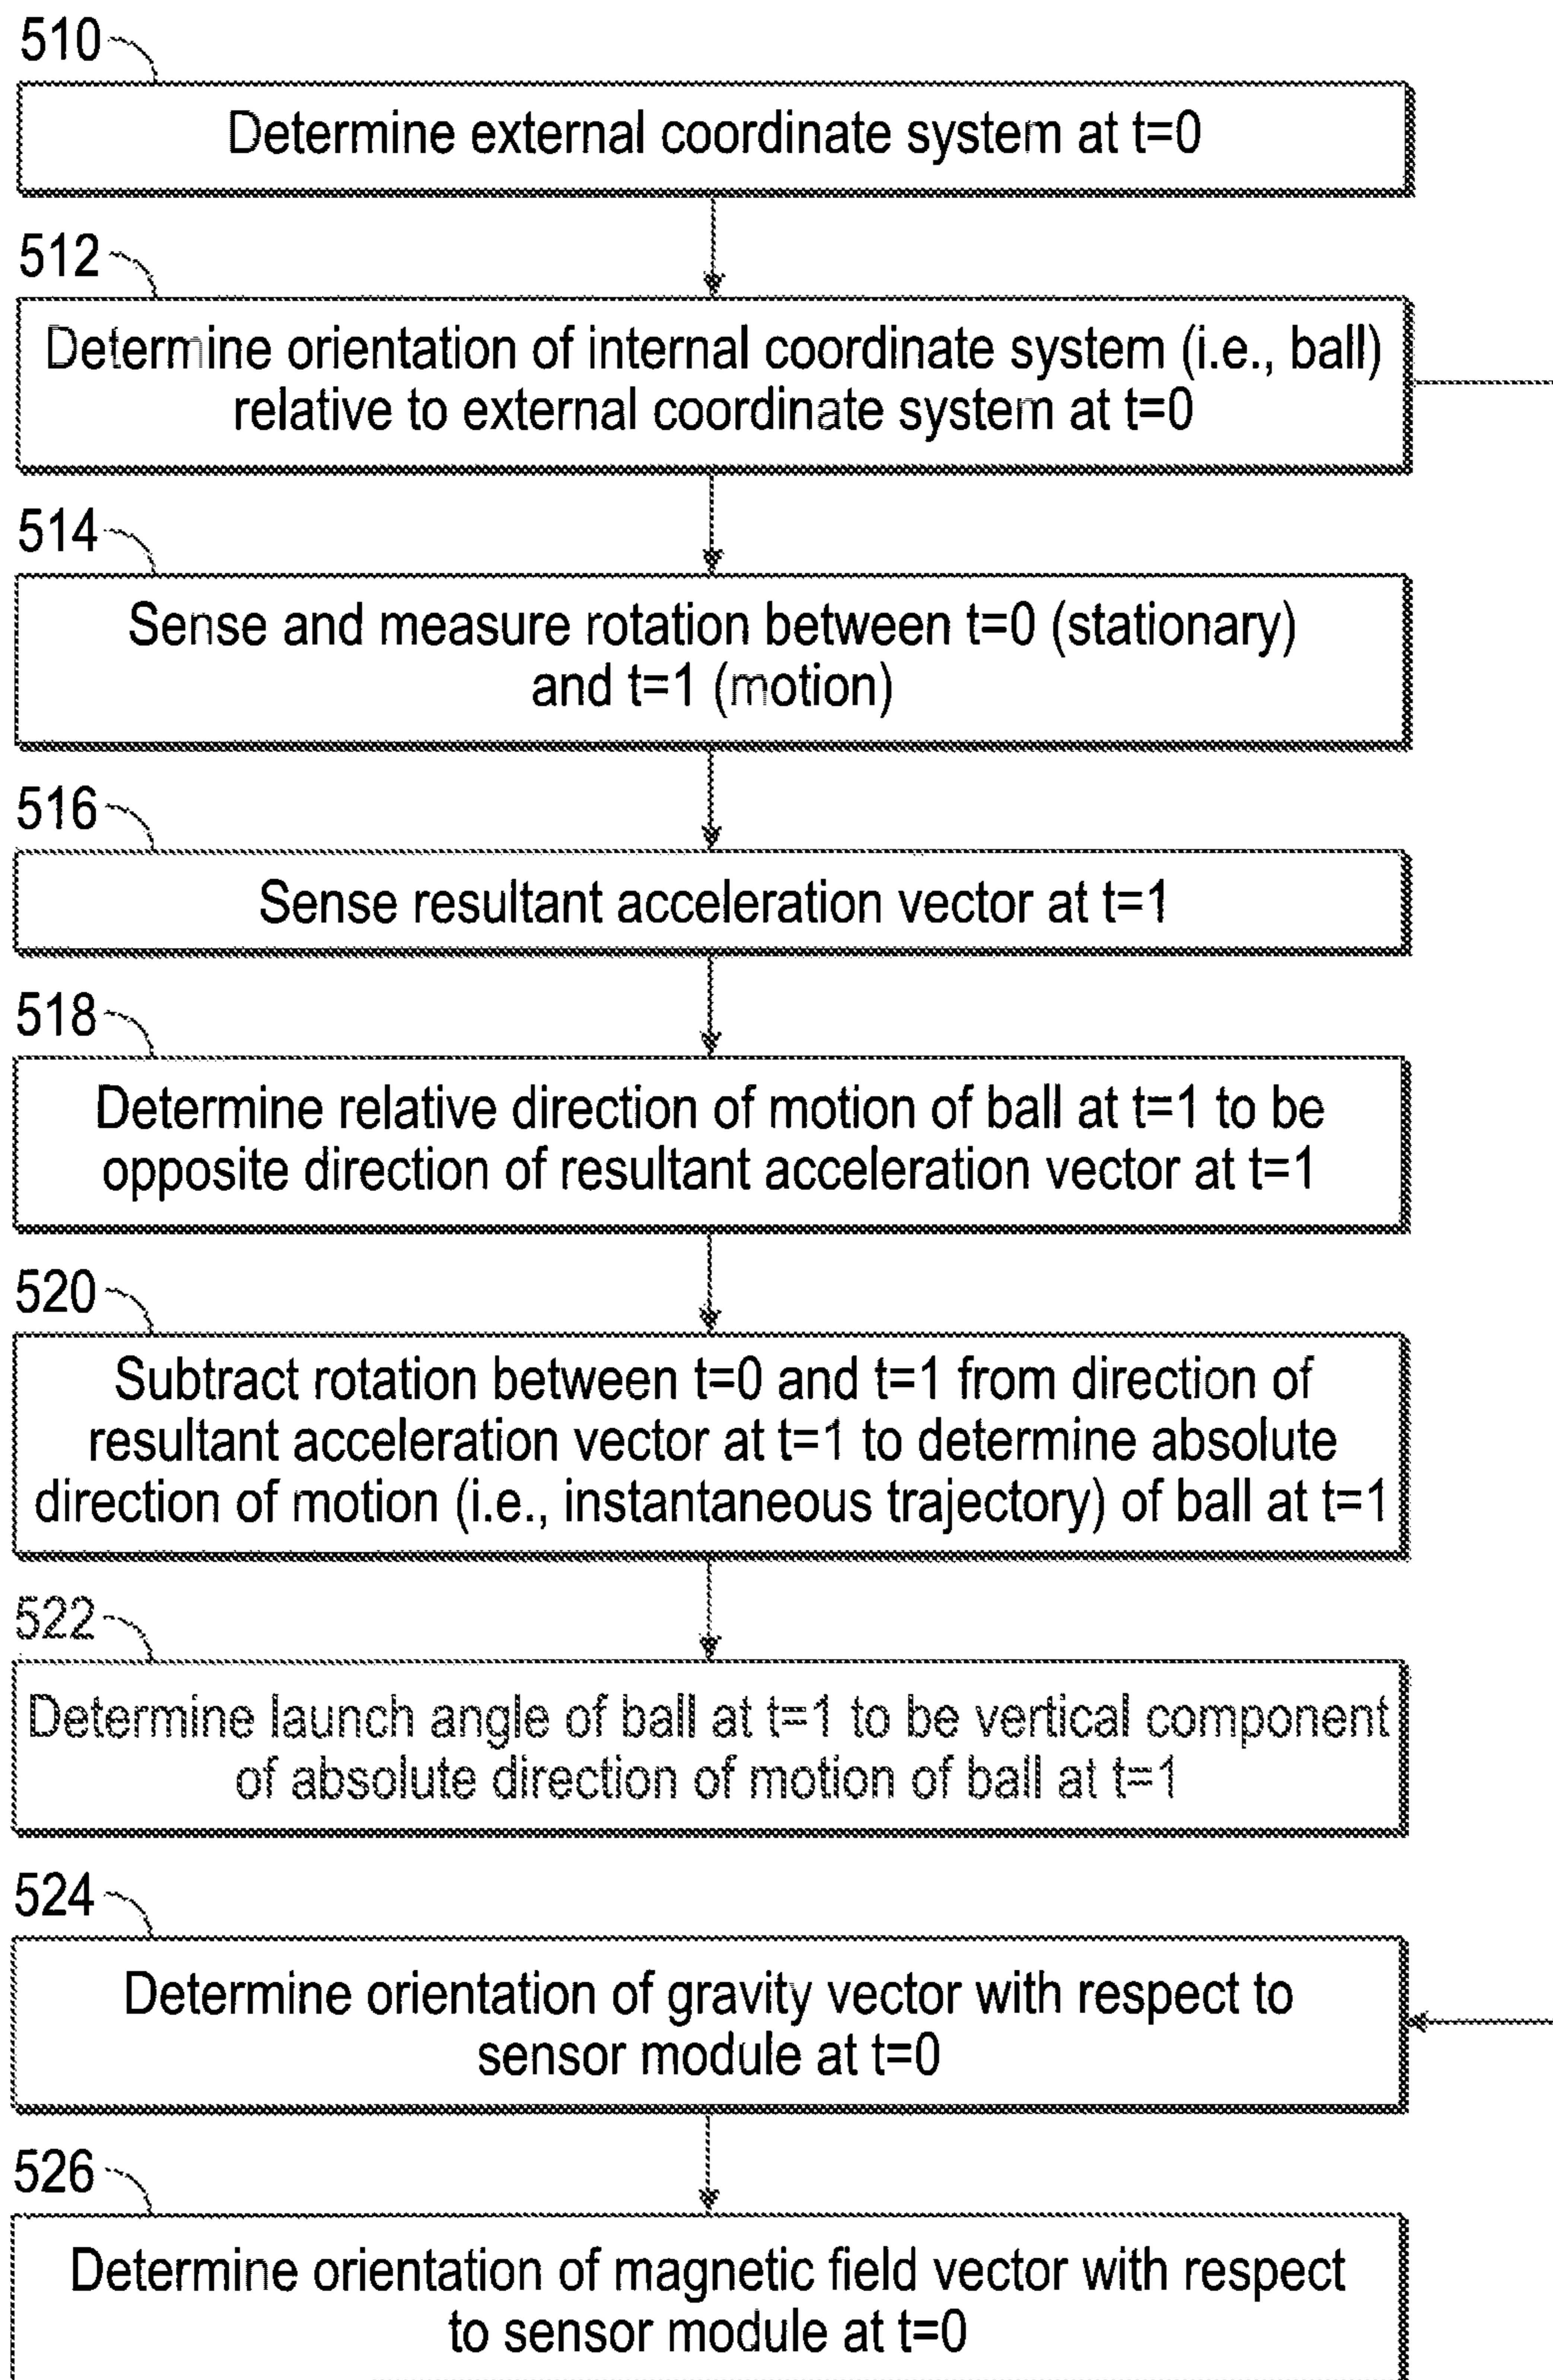 510
Determine external coordinate system at t=0
512
Determine orientation of internal coordinate system (i.e., ball)
relative to external coordinate system at t=0
514
Sense and measure rotation between t=0 (stationary)
and t=1 (motion)
516
Sense resultant acceleration vector at t=1
518
Determine relative direction of motion of ball at t=1 to be
opposite direction of resultant acceleration vector at t=1
520
Subtract rotation between t=0 and t=1 from direction of
resultant acceleration vector at t=1 to determine absolute
direction of motion (i.e., instantaneous trajectory) of ball at t=1
522
Determine launch angle of ball at t=1 to be vertical component
of absolute direction of motion of ball at t=1
524
Determine orientation of gravity vector with respect to
sensor module at t=0
526
Determine orientation of magnetic field vector with respect
to sensor module at t=0